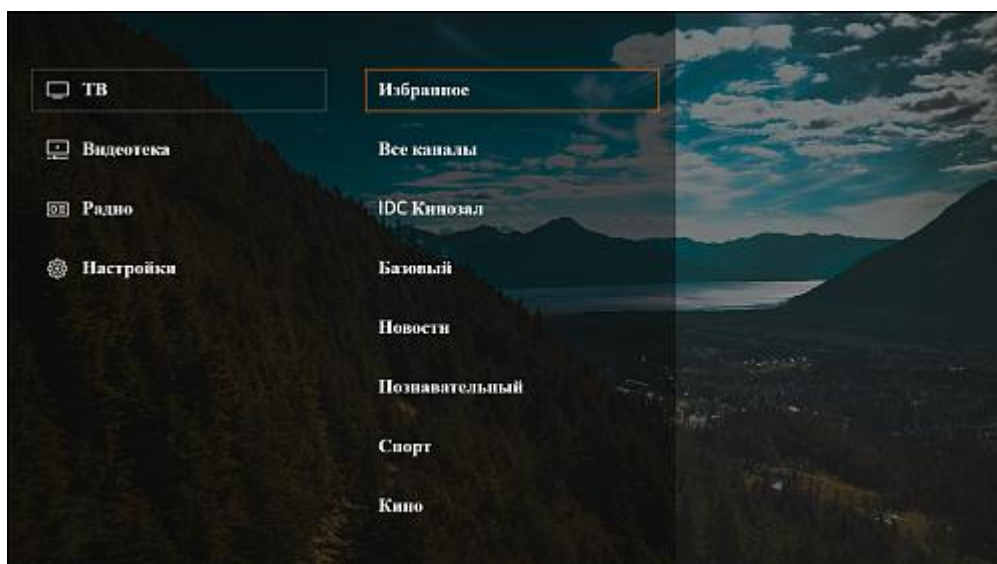 ТВ
Видеотека
Радио
Настройки
Избранное
Все каналы
IDC Кинозал
Базовый
Новости
Познавательный
Спорт
Кино